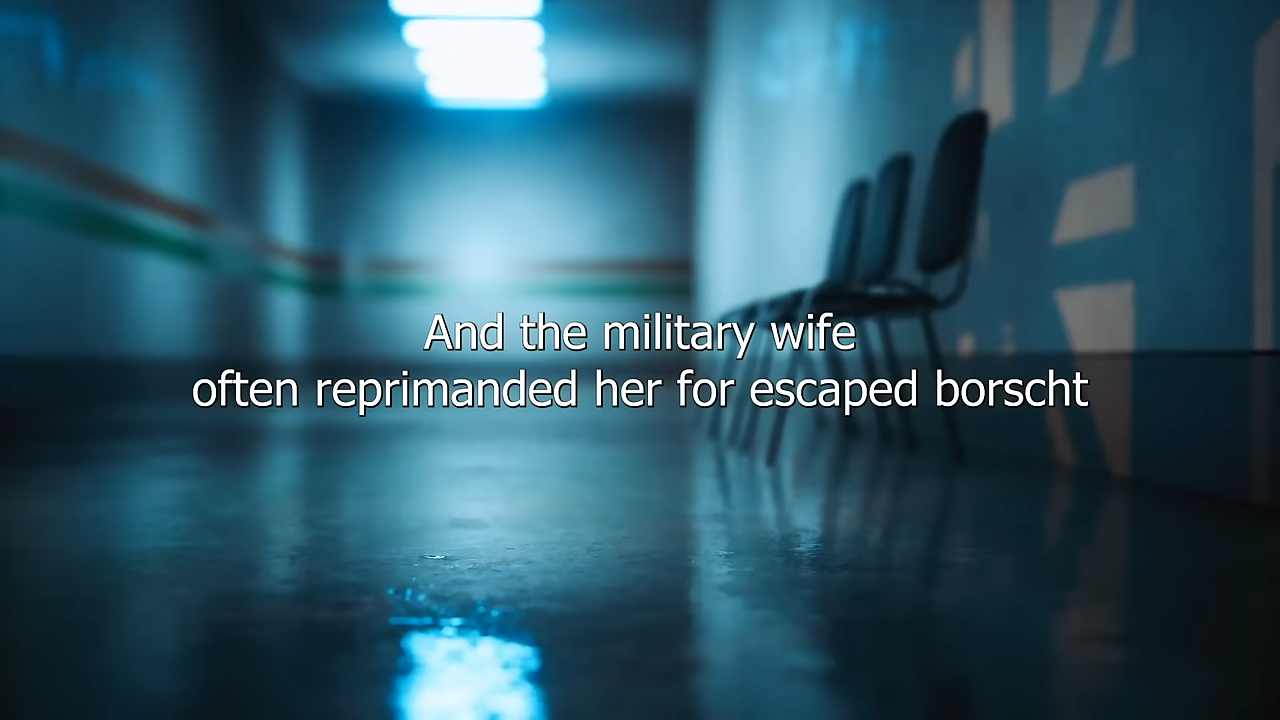 And the military wife
often reprimanded her for escaped borscht